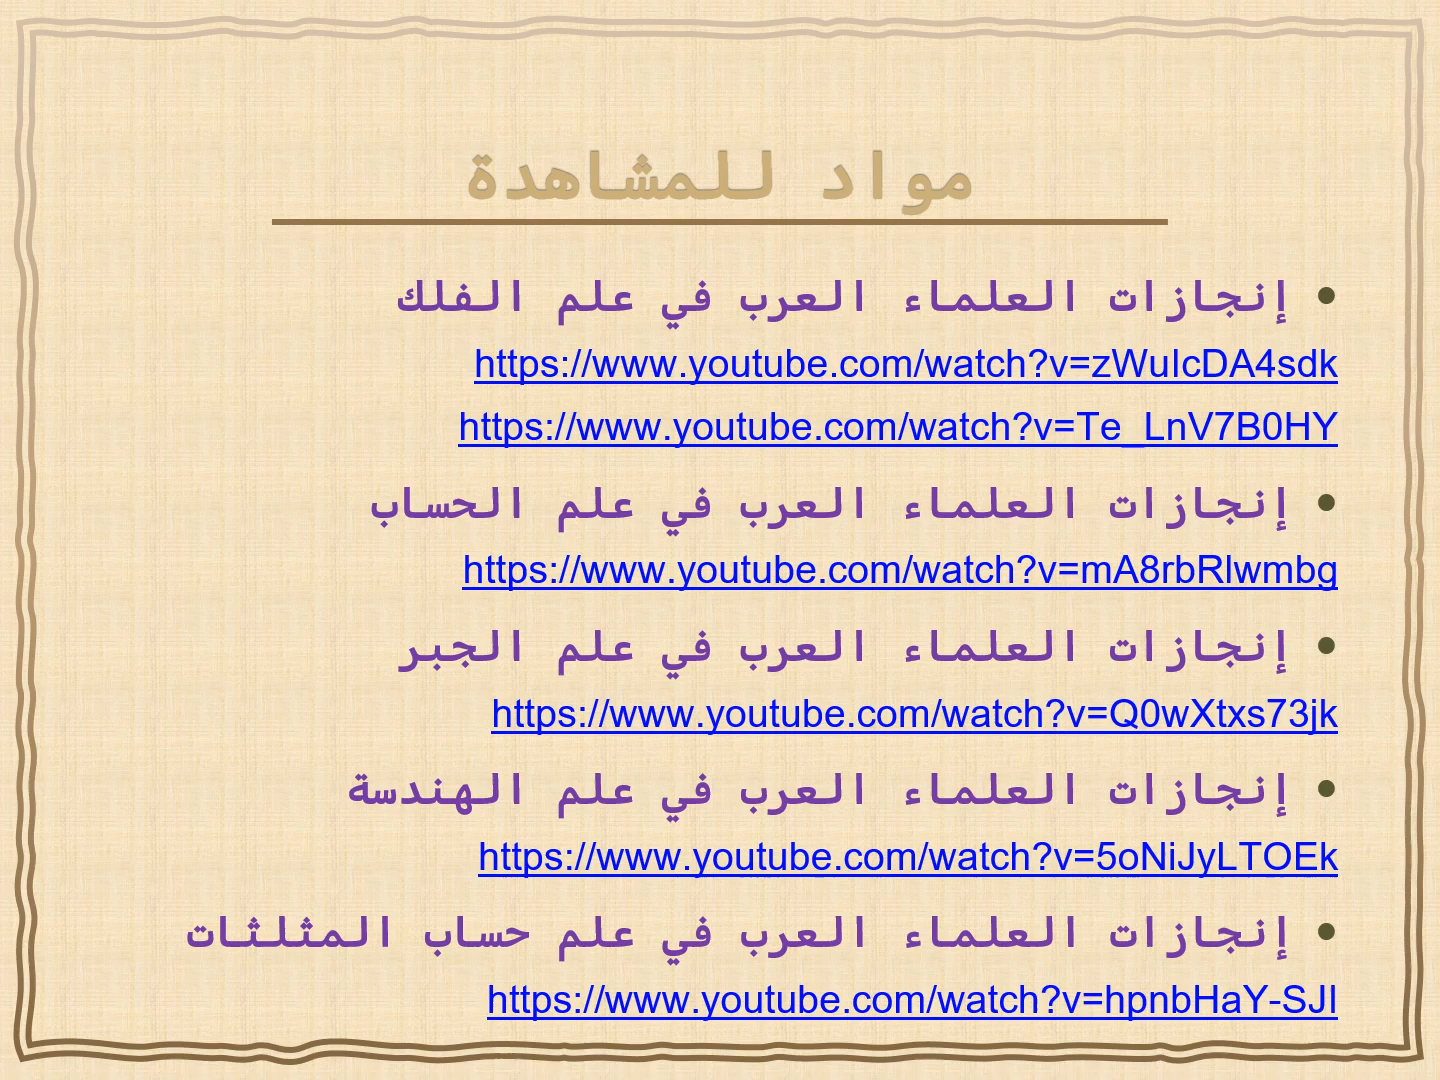 مواد للمشاهدة
إنجازات العلماء العرب في علم الفلك
https://www.youtube.com/watch?v=zWuIcDA4sdk
https://www.youtube.com/watch?v=Te_LnV7B0HY
إنجازات العلماء العرب في علم الحساب
https://www.youtube.com/watch?v=mA8rbRlwmbg
إنجازات العلماء العرب في علم الجبر
https://www.youtube.com/watch?v=Q0wXtxs73jk
إنجازات العلماء العرب في علم الهندسة
https://www.youtube.com/watch?v=5oNiJyLTOEk
إنجازات العلماء العرب في علم حساب المثلثات
https://www.youtube.com/watch?v=hpnbHaY-SJI